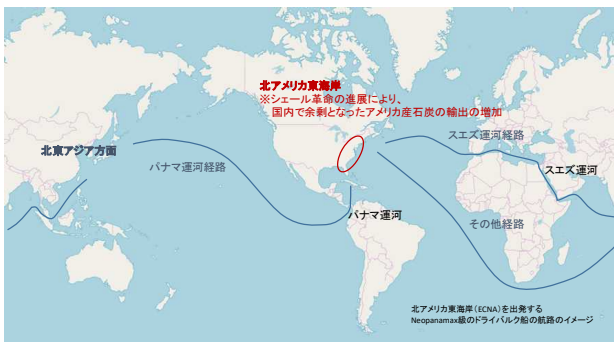 北アメリカ東海岸
※シェール革命の進展により、
国内で余剰となったアメリカ産石炭の輸出の増加
スエズ運河経路
北東アジア方面
パナマ運河経路
スエズ運河
パナマ運河
その他経路
北アメリカ東海岸(ECNA)を出発する
Neopanamax級のドライバルク船の航路のイメージ